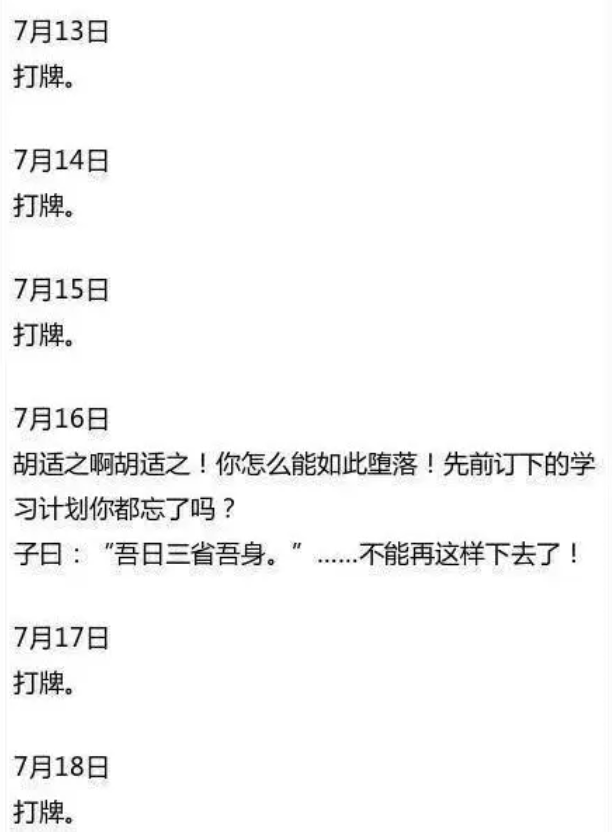 7月13日
打牌。
7月14日
打牌。
7月15日
打牌。
7月16日
胡适之啊胡适之！你怎么能如此堕落！先前订下的学
习计划你都忘了吗？
子曰：“吾日三省吾身。”……不能再这样下去了！
7月17日
打牌。
7月18日
打牌。